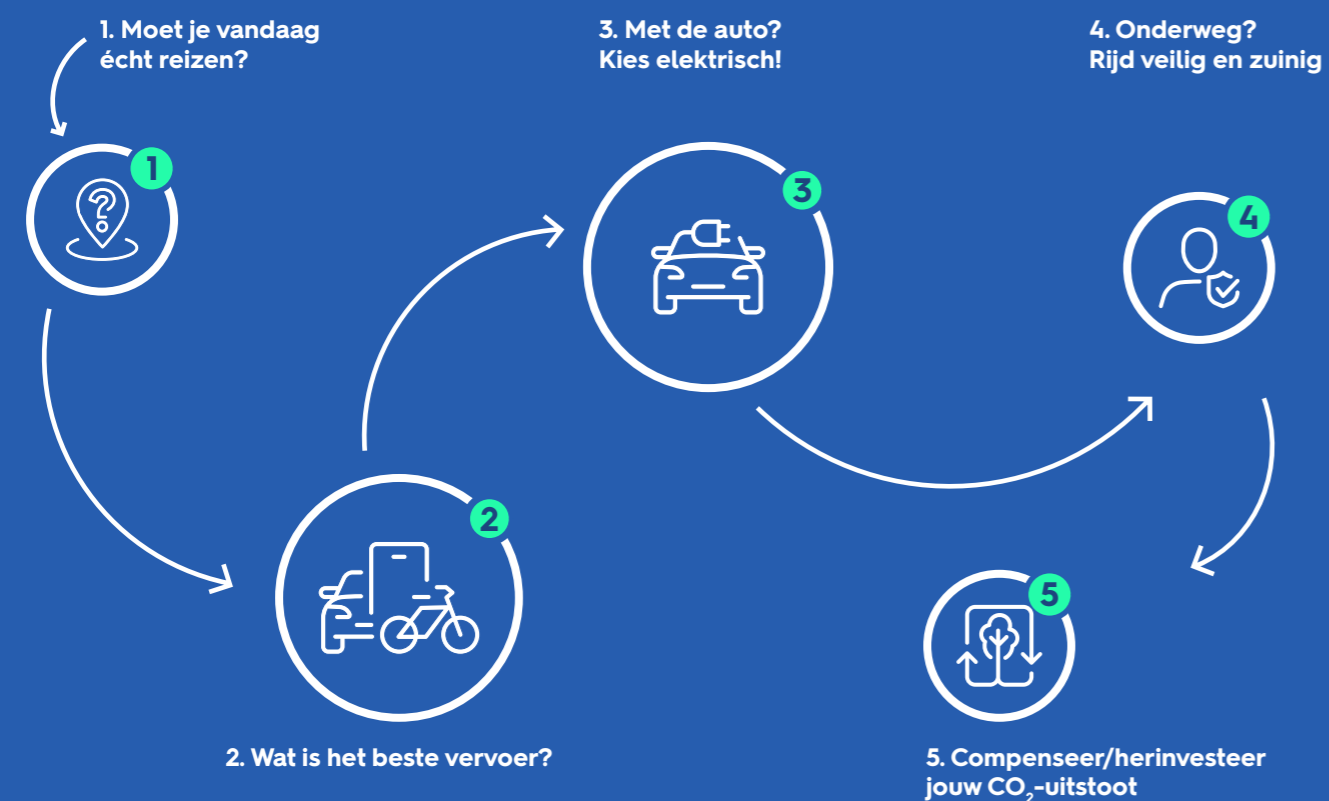 1. Moet je vandaag
écht reizen?
1
2
2. Wat is het beste vervoer?
3. Met de auto?
Kies elektrisch!
3
4. Onderweg?
Rijd veilig en zuinig
4
5
5. Compenseer/herinvesteer
jouw CO₂-uitstoot